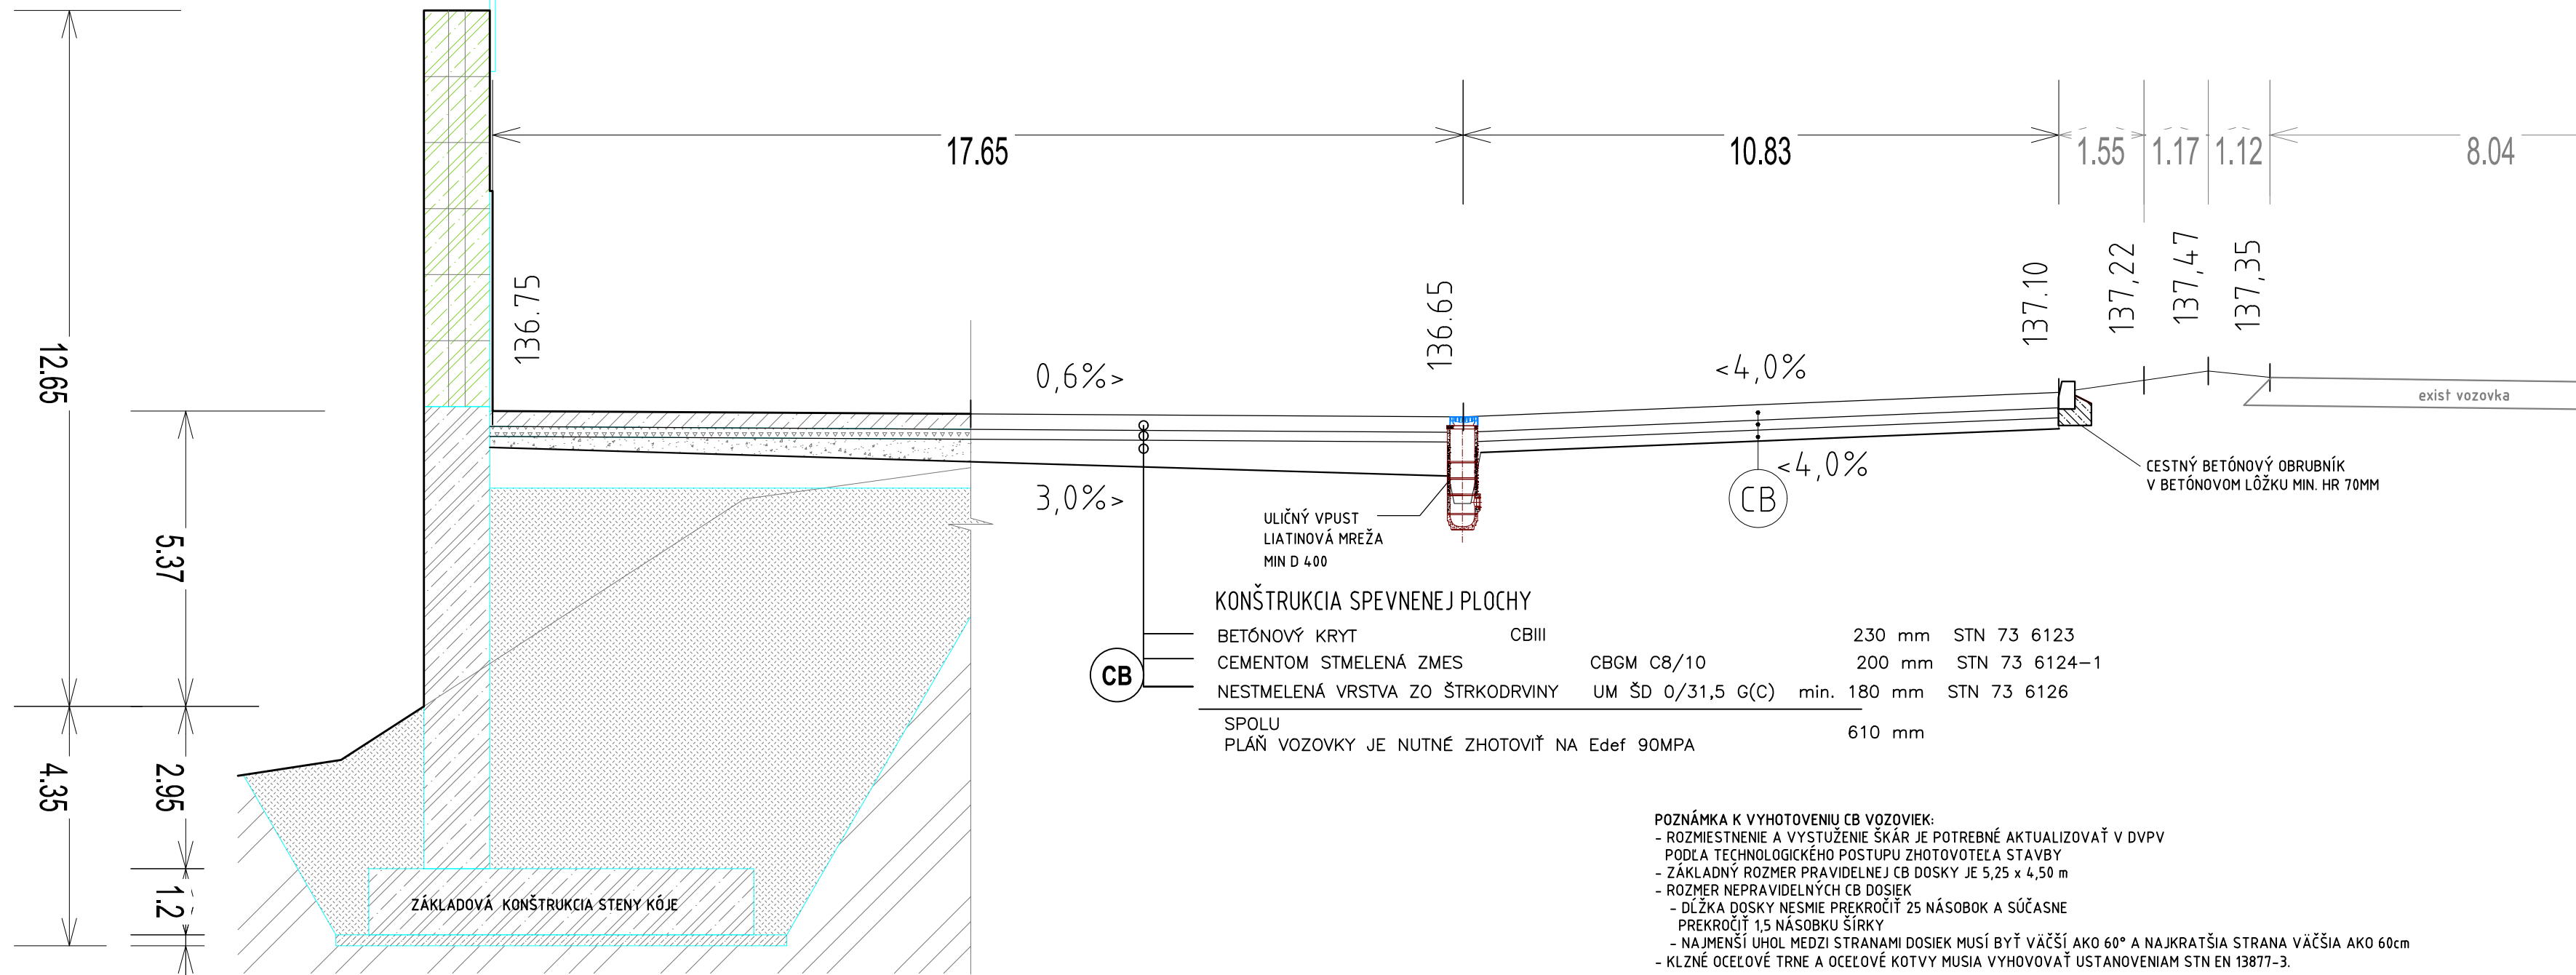 12.65
5.37
4.35
2.95
1.2
17.65
10.83
1.55
1.17
1.12
8.04
136.75
136.65
137.10
137,22
137,47
137,35
0,6%>
3,0%>
<4,0%
<4,0%
CB
exist vozovka
CESTNÝ BETÓNOVÝ OBRUBNÍK
V BETÓNOVOM LÔŽKU MIN. HR 70MM
ULIČNÝ VPUST
LIATINOVÁ MREŽA
MIN D 400
KONŠTRUKCIA SPEVNENEJ PLOCHY
BETÓNOVÝ KRYT CBIII 230 mm STN 73 6123
CEMENTOM STMELENÁ ZMES CBGM C8/10 200 mm STN 73 6124-1
CB
NESTMELENÁ VRSTVA ZO ŠTRKODRVINY UM ŠD 0/31,5 G(C) min. 180 mm STN 73 6126
SPOLU 610 mm
PLÁŇ VOZOVKY JE NUTNÉ ZHOTOVIŤ NA Edef 90MPA
ZÁKLADOVÁ KONŠTRUKCIA STENY KÓJE
POZNÁMKA K VYHOTOVENIU CB VOZOVIEK:
- ROZMIESTNENIE A VYSTUŽENIE ŠKÁR JE POTREBNÉ AKTUALIZOVAŤ V DVPV
PODĽA TECHNOLOGICKÉHO POSTUPU ZHOTOVOTEĽA STAVBY
- ZÁKLADNÝ ROZMER PRAVIDELNEJ CB DOSKY JE 5,25 x 4,50 m
- ROZMER NEPRAVIDELNÝCH CB DOSIEK
- DĹŽKA DOSKY NESMIE PREKROČIŤ 25 NÁSOBOK A SÚČASNE
PREKROČIŤ 1,5 NÁSOBKU ŠÍRKY
- NAJMENŠÍ UHOL MEDZI STRANAMI DOSIEK MUSÍ BYŤ VÄČŠÍ AKO 60° A NAJKRATŠIA STRANA VÄČŠIA AKO 60cm
- KLZNÉ OCEĽOVÉ TRNE A OCEĽOVÉ KOTVY MUSIA VYHOVOVAŤ USTANOVENIAM STN EN 13877-3.